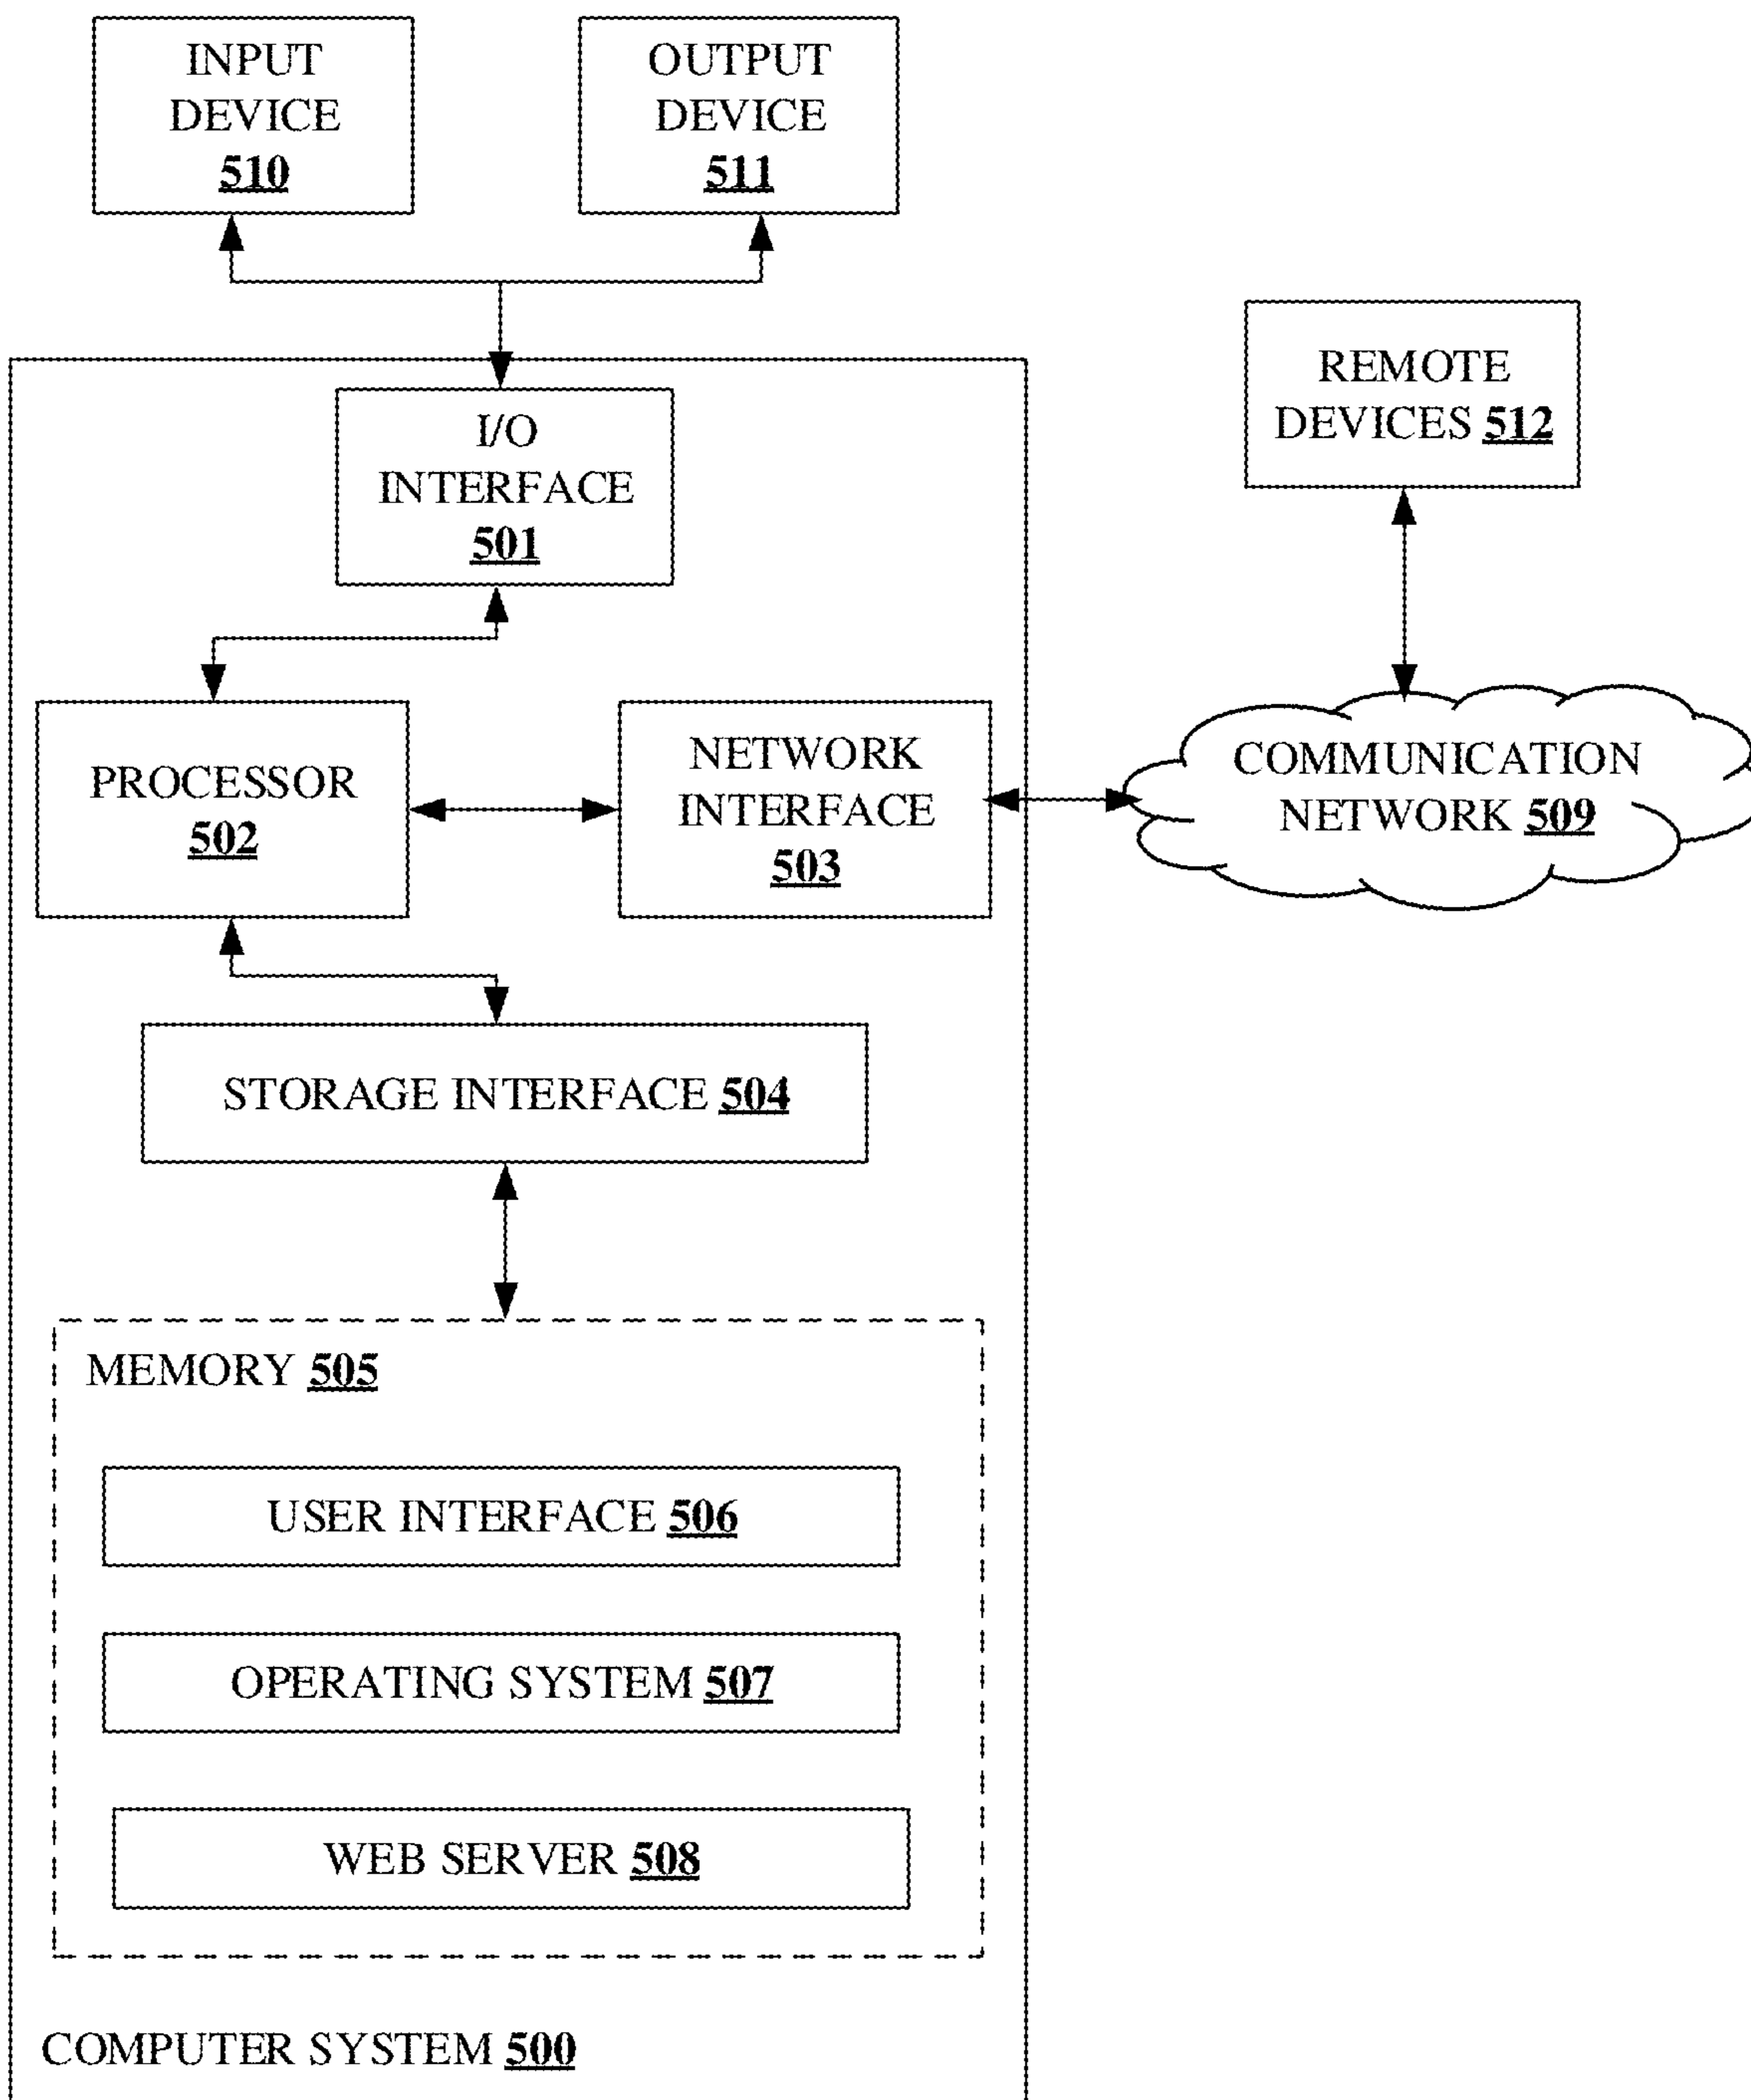 INPUT
DEVICE
510
OUTPUT
DEVICE
511
I/O
INTERFACE
501
REMOTE
DEVICES 512
PROCESSOR
502
NETWORK
INTERFACE
503
COMMUNICATION
NETWORK 509
STORAGE INTERFACE 504
MEMORY 505
USER INTERFACE 506
OPERATING SYSTEM 507
WEB SERVER 508
COMPUTER SYSTEM 500